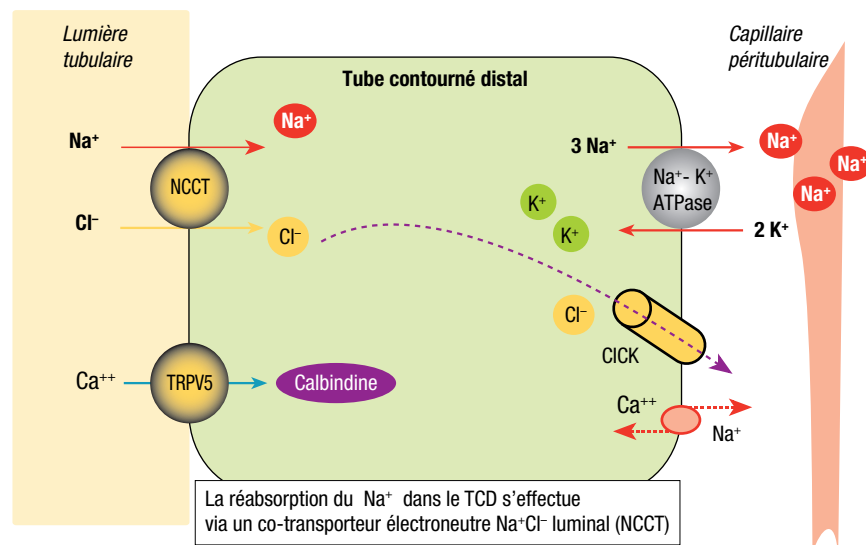 Lumière
tubulaire
Capillaire
péritubulaire
Tube contourné distal
Na⁺
Na⁺
3 Na⁺
Na⁺
Na⁺
Na⁺
NCCT
Na⁺- K⁺
ATPase
K⁺
K⁺
Cl⁻
Cl⁻
2 K⁺
Cl⁻
ClCK
Ca⁺⁺
TRPV5
Calbindine
Ca⁺⁺
Na⁺
La réabsorption du Na⁺ dans le TCD s’effectue
via un co-transporteur électroneutre Na⁺Cl⁻ luminal (NCCT)